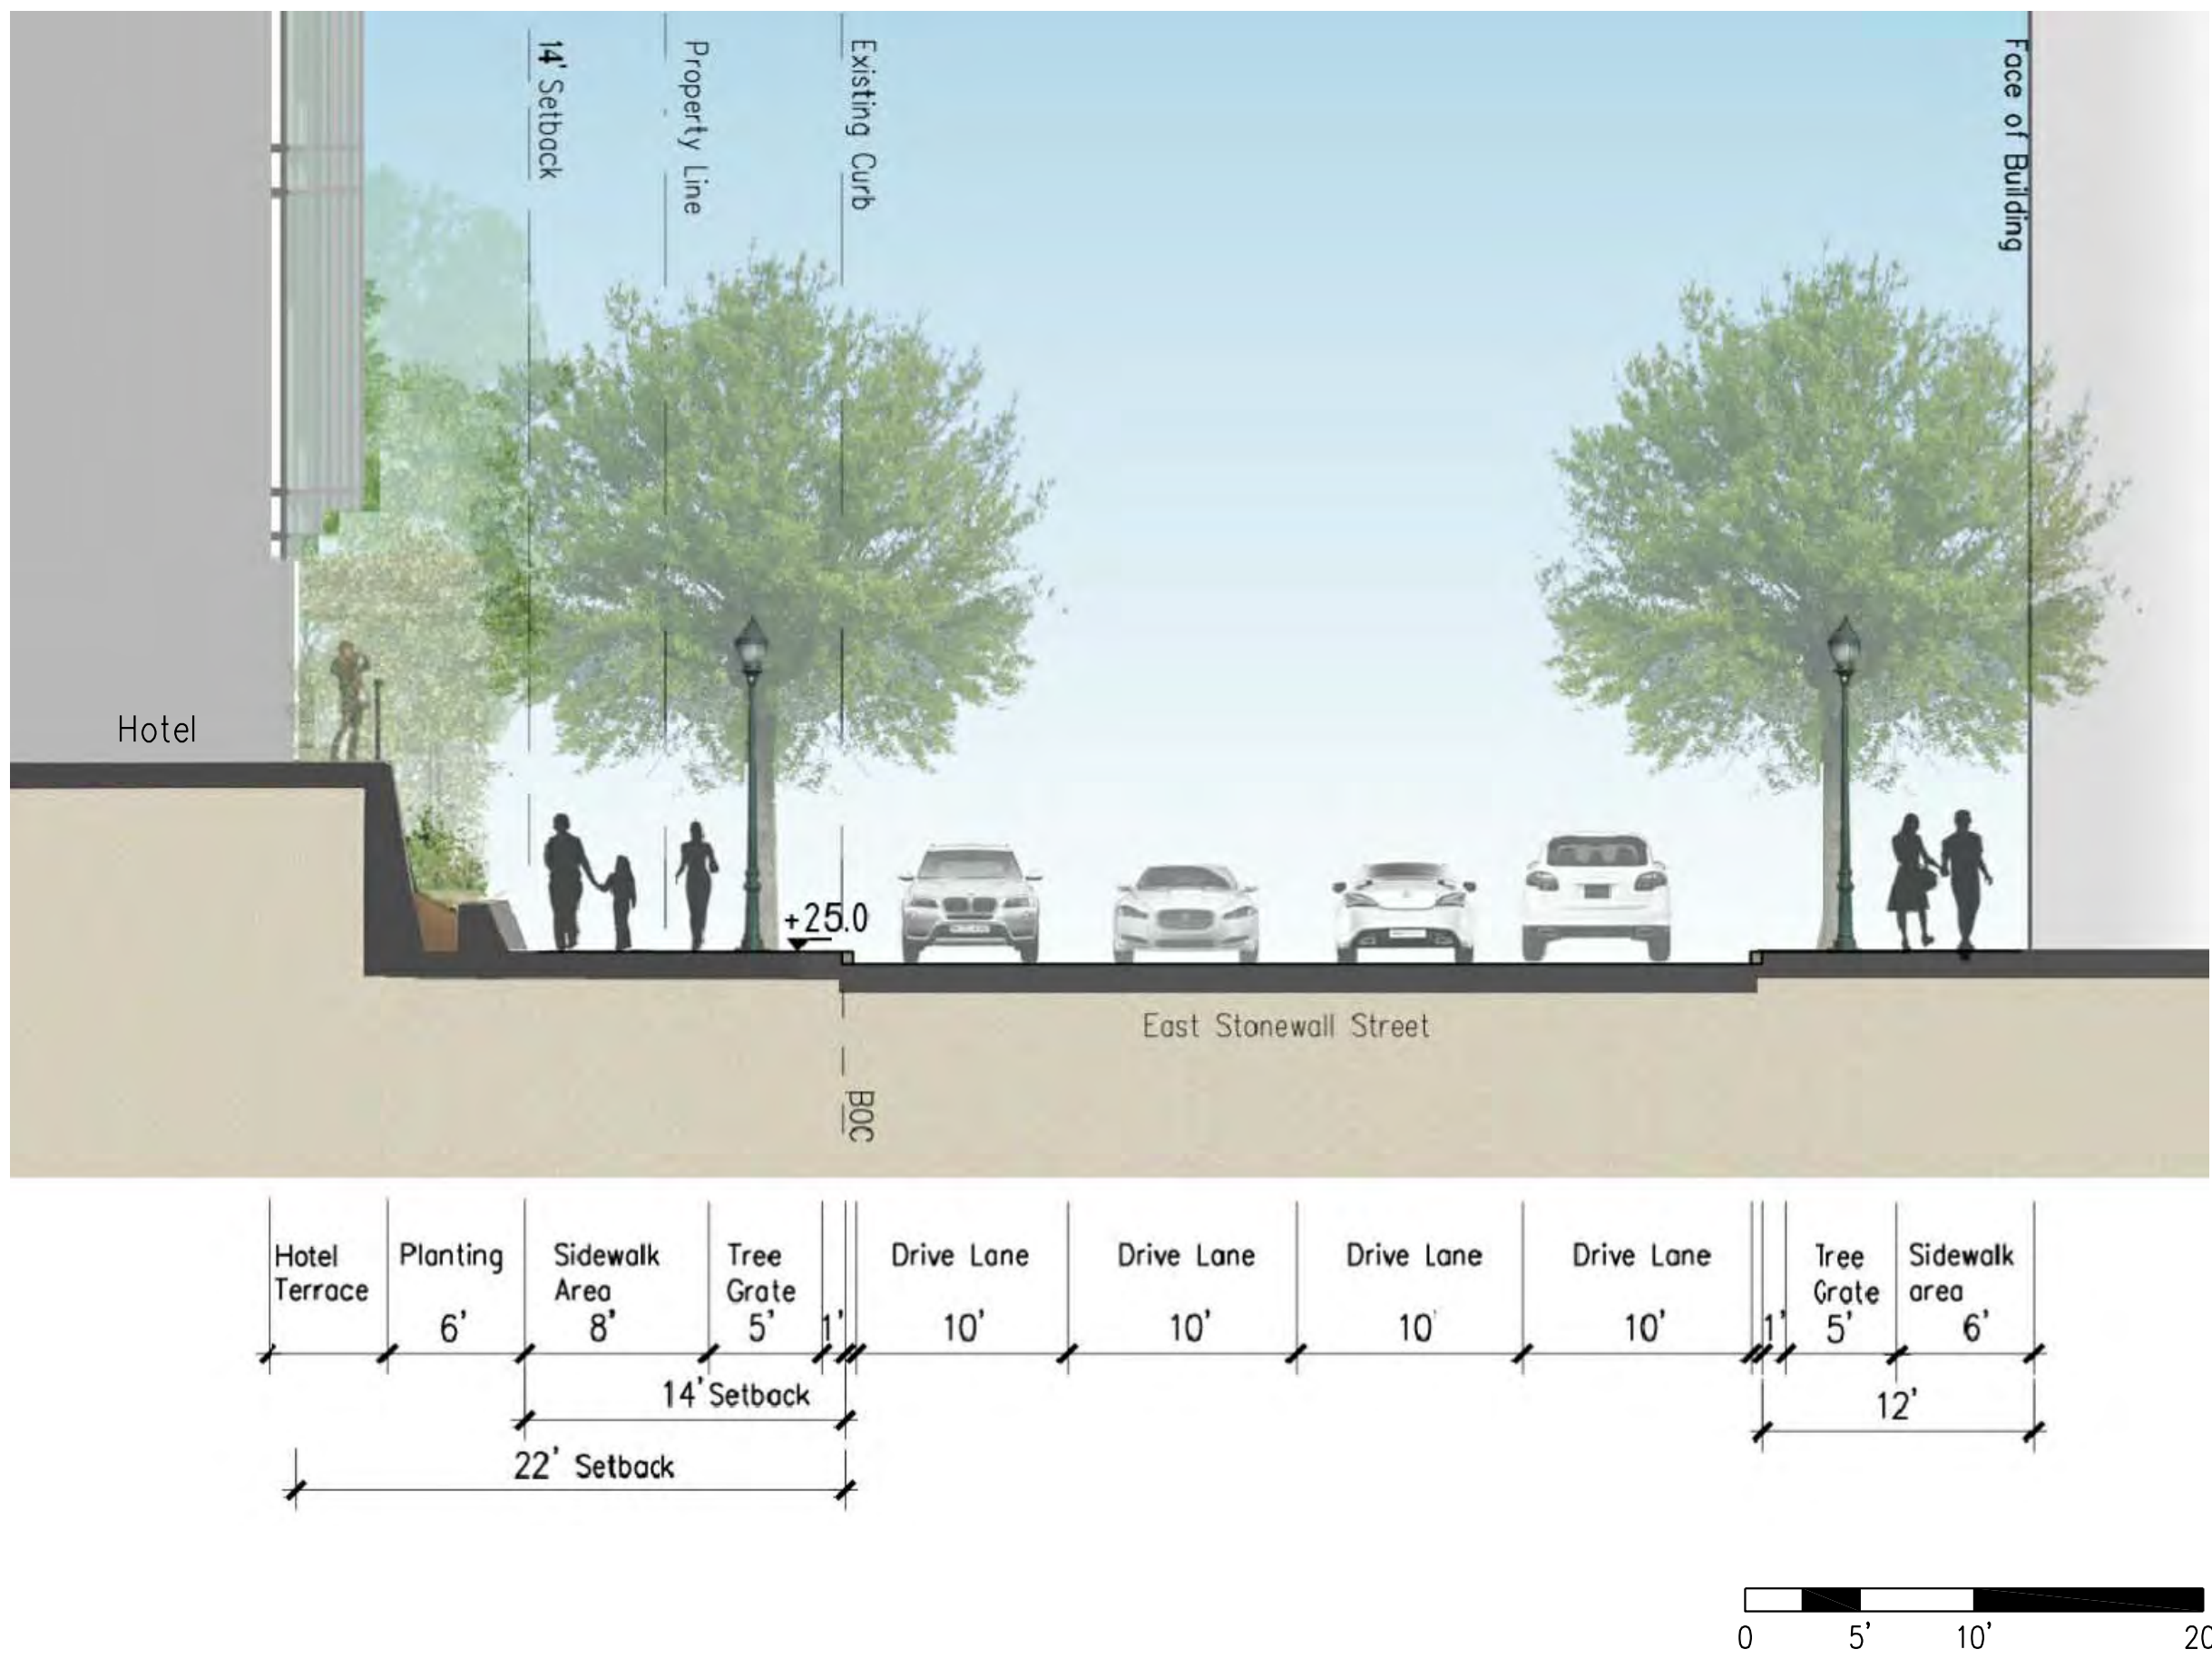 14' Setback
Property Line
Existing Curb
Face of Building
Hotel
+25.0
East Stonewall Street
BOC
Hotel
Terrace
Planting
6'
Sidewalk
Area
8'
Tree
Grate
5'
1'
Drive Lane
10'
Drive Lane
10'
Drive Lane
10'
Drive Lane
10'
1'
Tree
Grate
5'
Sidewalk
area
6'
14' Setback
12'
22' Setback
0 5' 10' 20